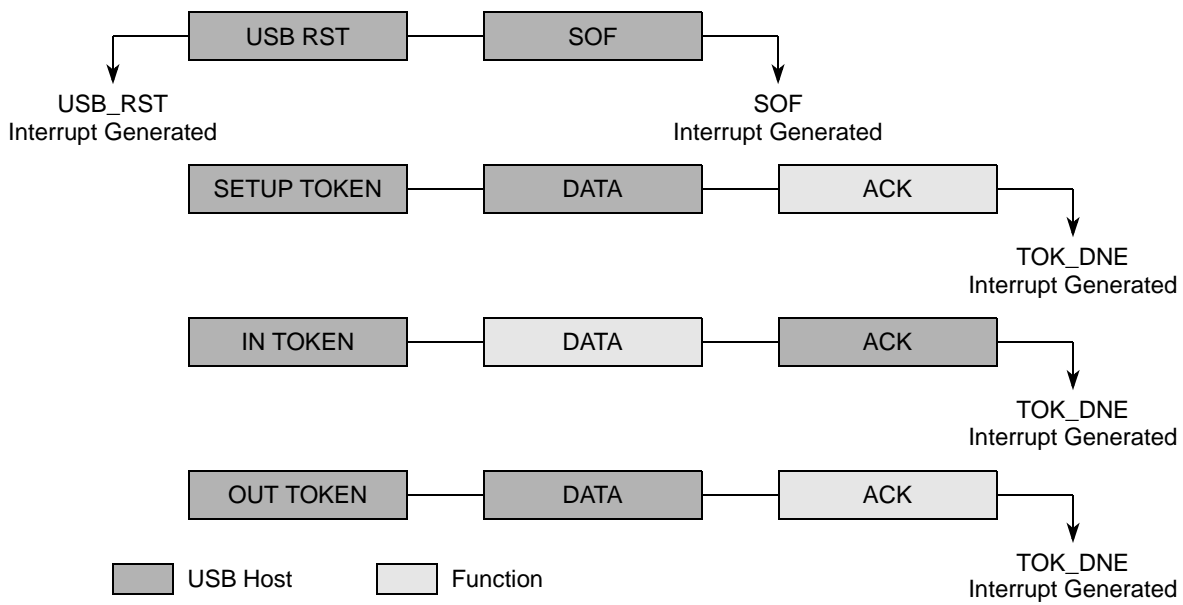 USB RST
SOF
USB_RST
Interrupt Generated
SOF
Interrupt Generated
SETUP TOKEN
DATA
ACK
TOK_DNE
Interrupt Generated
IN TOKEN
DATA
ACK
TOK_DNE
Interrupt Generated
OUT TOKEN
DATA
ACK
TOK_DNE
Interrupt Generated
USB Host
Function